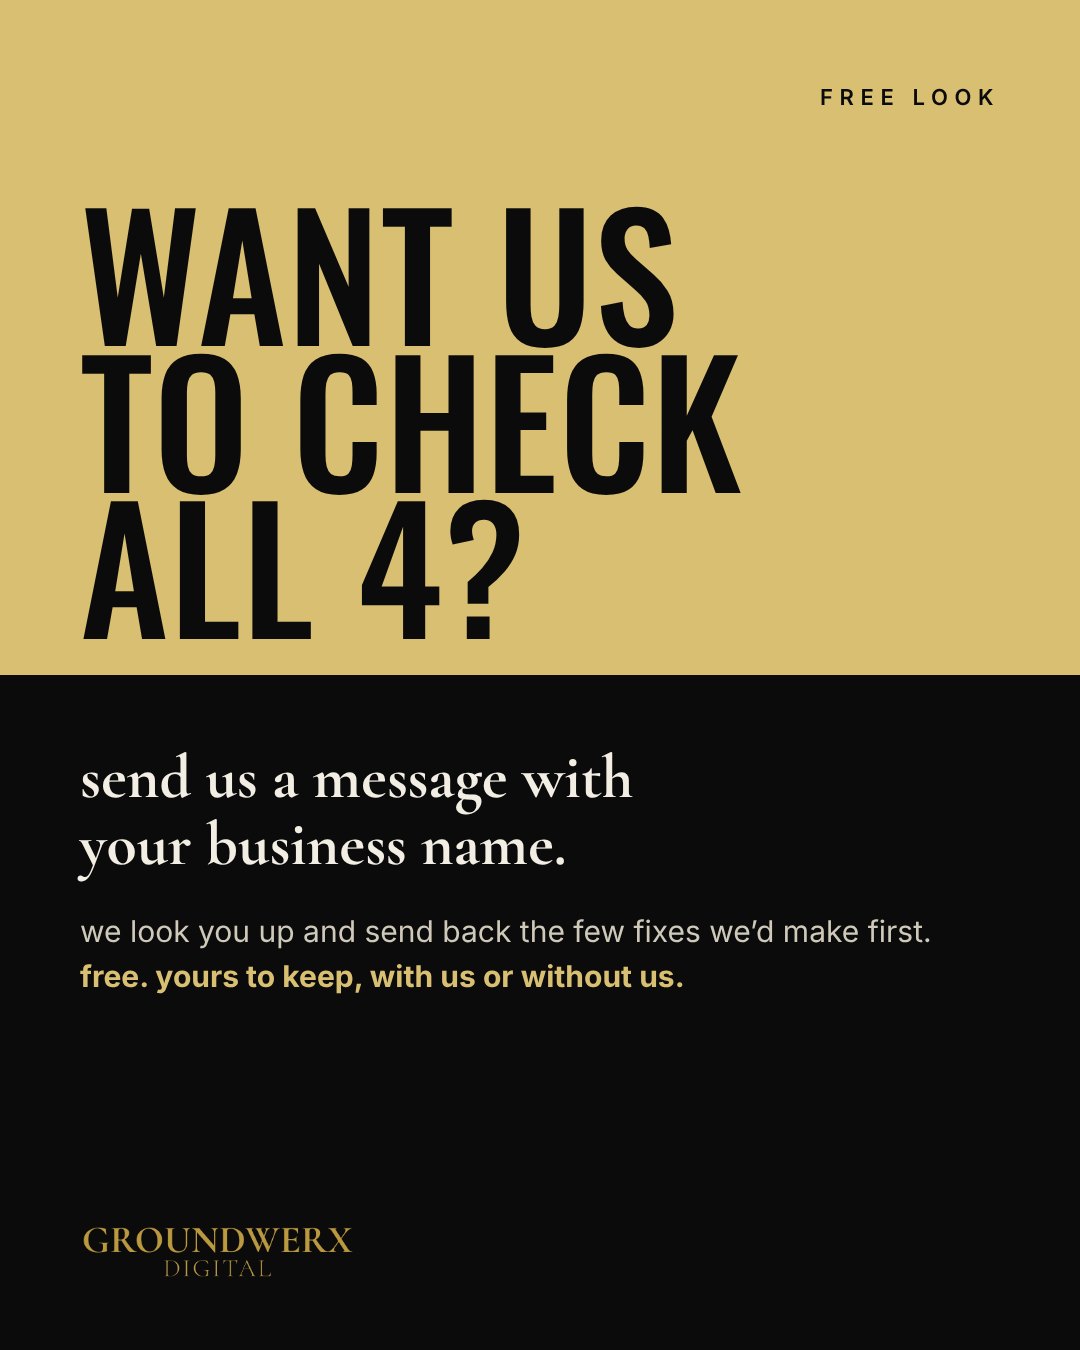 FREE LOOK
WANT US
TO CHECK
ALL 4?
send us a message with
your business name.
we look you up and send back the few fixes we’d make first.
free. yours to keep, with us or without us.
GROUNDWERX
DIGITAL